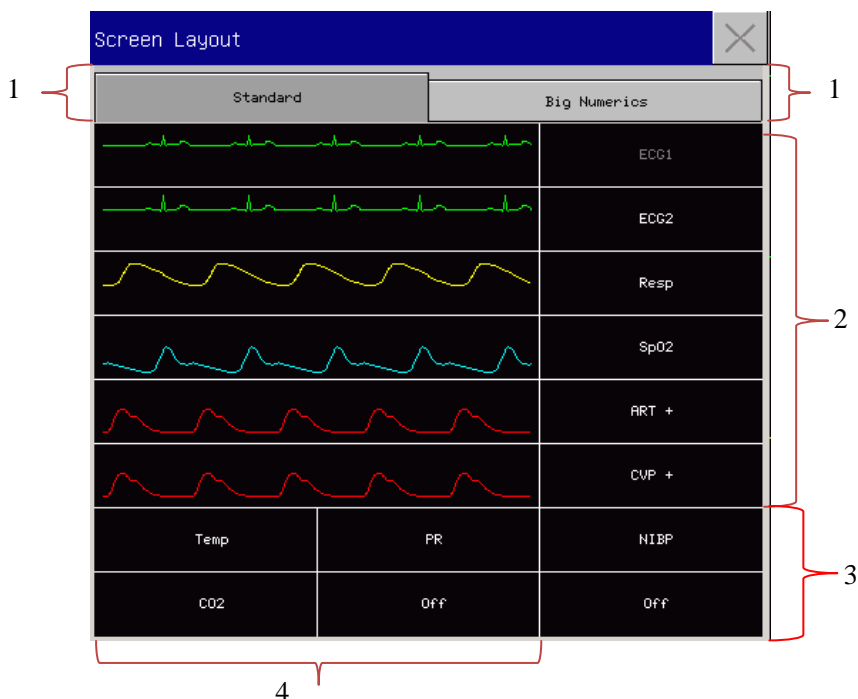 Screen Layout
1
1
Standard
Big Numerics
ECG1
ECG2
Resp
2
SpO2
ART +
CVP +
Temp
PR
NIBP
3
CO2
Off
Off
4